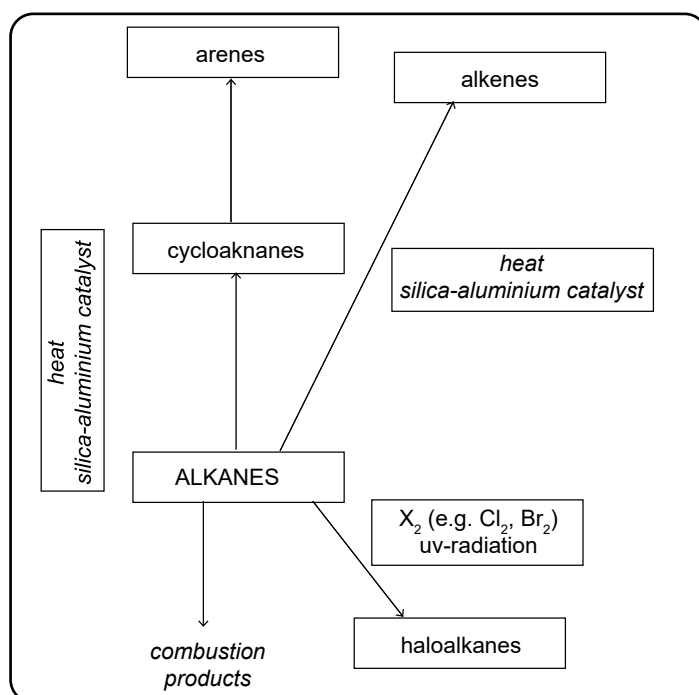 arenes
alkenes
cycloaknanes
heat
silica-aluminium catalyst
heat
silica-aluminium catalyst
ALKANES
X₂ (e.g. Cl₂, Br₂)
uv-radiation
combustion
products
haloalkanes